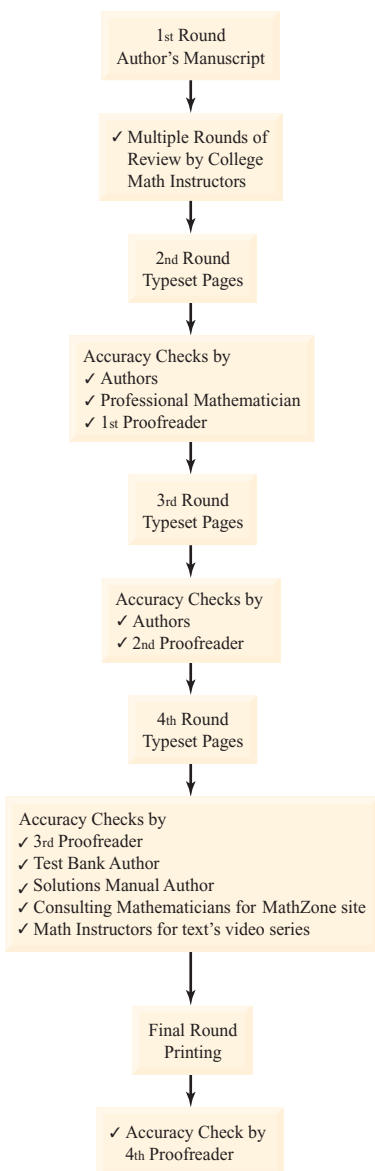 1st Round
Author's Manuscript
✓ Multiple Rounds of
Review by College
Math Instructors
2nd Round
Typeset Pages
Accuracy Checks by
✓ Authors
✓ Professional Mathematician
✓ 1st Proofreader
3rd Round
Typeset Pages
Accuracy Checks by
✓ Authors
✓ 2nd Proofreader
4th Round
Typeset Pages
Accuracy Checks by
✓ 3rd Proofreader
✓ Test Bank Author
✓ Solutions Manual Author
✓ Consulting Mathematicians for MathZone site
✓ Math Instructors for text's video series
Final Round
Printing
✓ Accuracy Check by
4th Proofreader